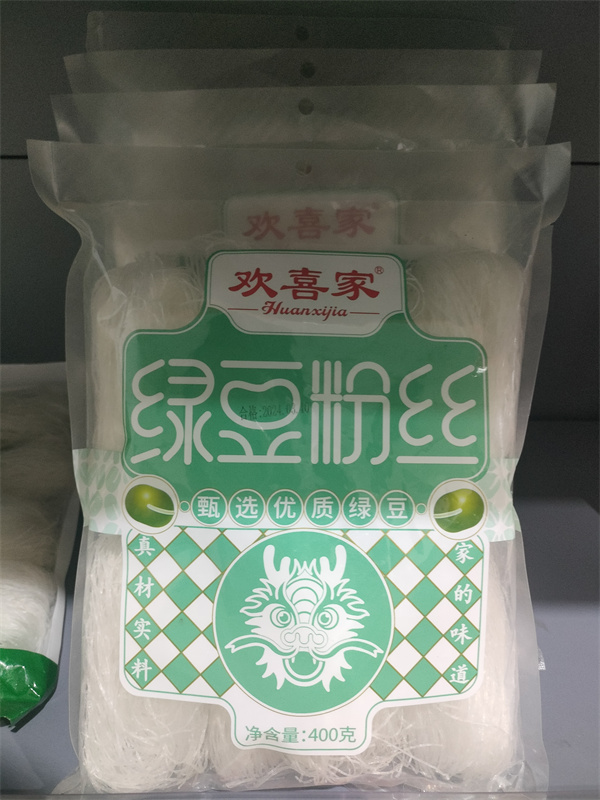 欢喜家
欢喜家®
Huanxijia
绿豆粉丝
甄选优质绿豆
真材实料
家的味道
净含量:400克